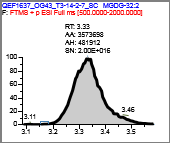 QEF1537_OG43_T3-14-2-7_SC MGDG-32:2
F: FTMS + p ESI Full ms [500.0000-2000.0000]
RT: 3.33
AA: 3573698
AH: 481912
SN: 2.00E+016
100
80
60
40
20
0
3.11
3.46
3.1 3.2 3.3 3.4 3.5